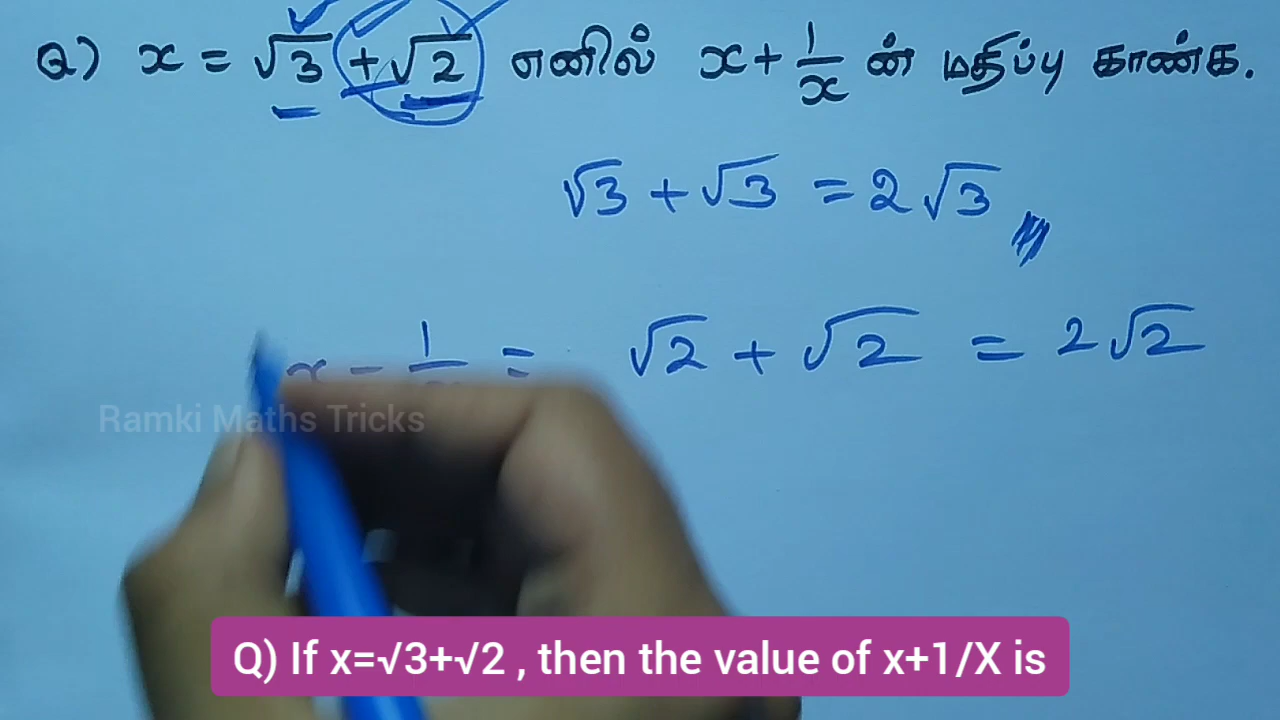 Q) x = √3 + √2 எனில் x + 1/x ன் மதிப்பு காண்க.
√3 + √3 = 2√3
x - 1/x = √2 + √2 = 2√2
Ramki Maths Tricks
Q) If x=√3+√2 , then the value of x+1/X is